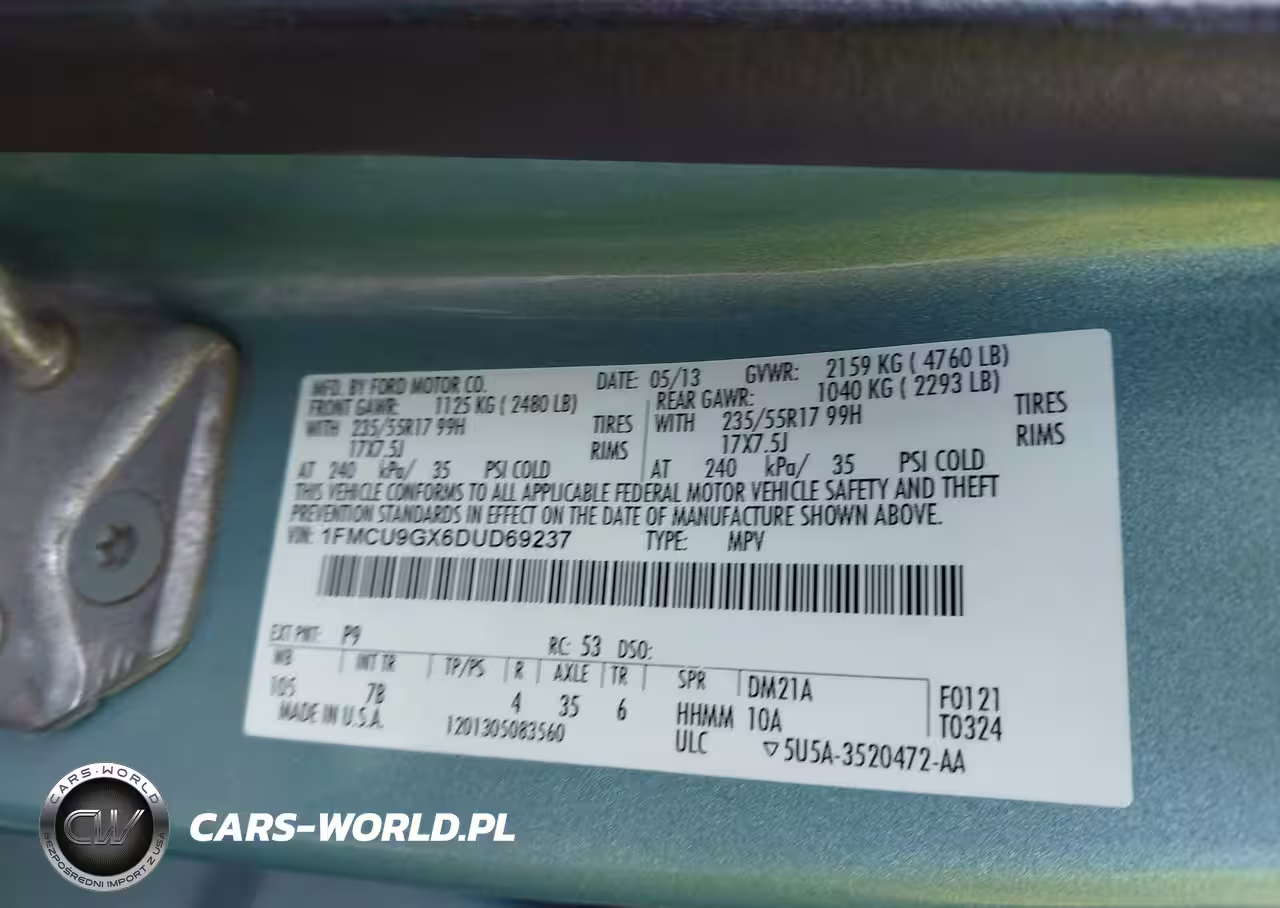 MFD. BY FORD MOTOR CO. DATE: 05/13 GVWR: 2159 KG ( 4760 LB)
FRONT GAWR: 1125 KG ( 2480 LB) REAR GAWR: 1040 KG ( 2293 LB)
WITH 235/55R17 99H TIRES WITH 235/55R17 99H TIRES
17X7.5J RIMS 17X7.5J RIMS
AT 240 kPa/ 35 PSI COLD AT 240 kPa/ 35 PSI COLD
THIS VEHICLE CONFORMS TO ALL APPLICABLE FEDERAL MOTOR VEHICLE SAFETY AND THEFT
PREVENTION STANDARDS IN EFFECT ON THE DATE OF MANUFACTURE SHOWN ABOVE.
VIN: 1FMCU9GX6DUD69237 TYPE: MPV
EXT PNT: P9 RC: 53 DSO:
WB INT TR TP/PS R AXLE TR SPR DM21A F0121
105 7B 4 35 6 HHMM 10A T0324
MADE IN U.S.A. 1201305083560 ULC ▽5U5A-3520472-AA
CARS-WORLD
CW
BEZPOŚREDNI IMPORT Z USA
CARS-WORLD.PL